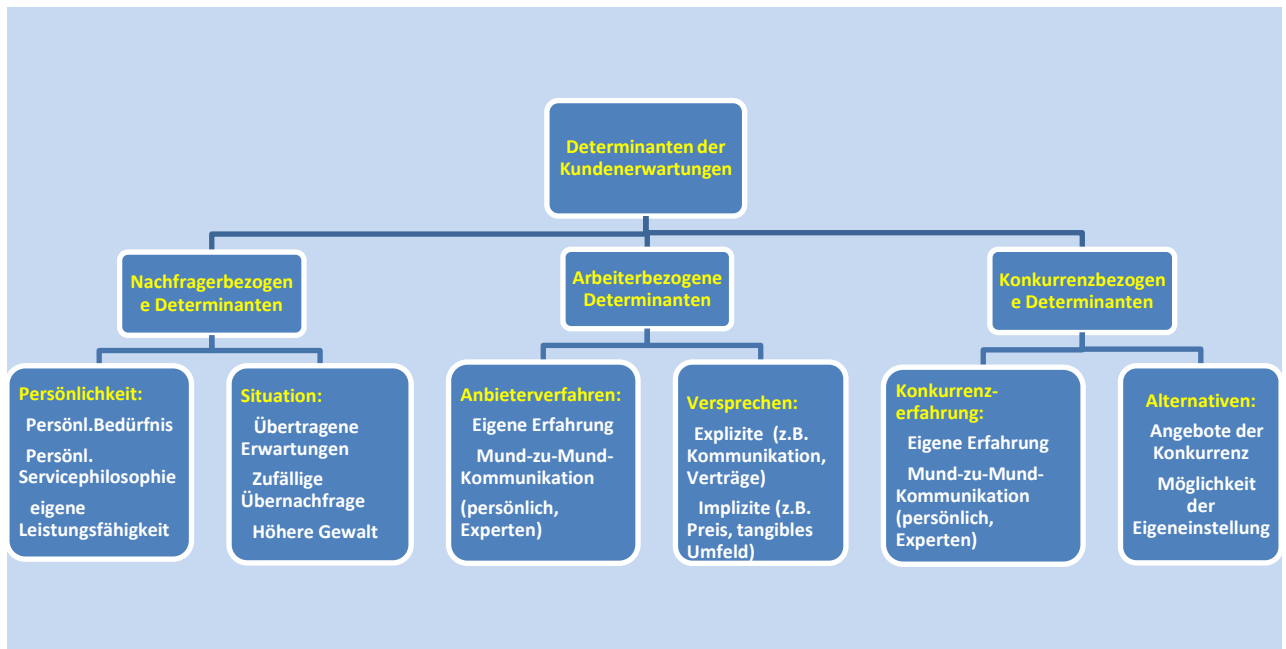 Determinanten der
Kundenerwartungen
Nachfragerbezogen
e Determinanten
Arbeiterbezogene
Determinanten
Konkurrenzbezogen
e Determinanten
Persönlichkeit:
Persönl.Bedürfnis
Persönl.
Servicephilosophie
eigene
Leistungsfähigkeit
Situation:
Übertragene
Erwartungen
Zufällige
Übernachfrage
Höhere Gewalt
Anbieterverfahren:
Eigene Erfahrung
Mund-zu-Mund-
Kommunikation
(persönlich,
Experten)
Versprechen:
Explizite (z.B.
Kommunikation,
Verträge)
Implizite (z.B.
Preis, tangibles
Umfeld)
Konkurrenz-
erfahrung:
Eigene Erfahrung
Mund-zu-Mund-
Kommunikation
(persönlich,
Experten)
Alternativen:
Angebote der
Konkurrenz
Möglichkeit
der
Eigeneinstellung